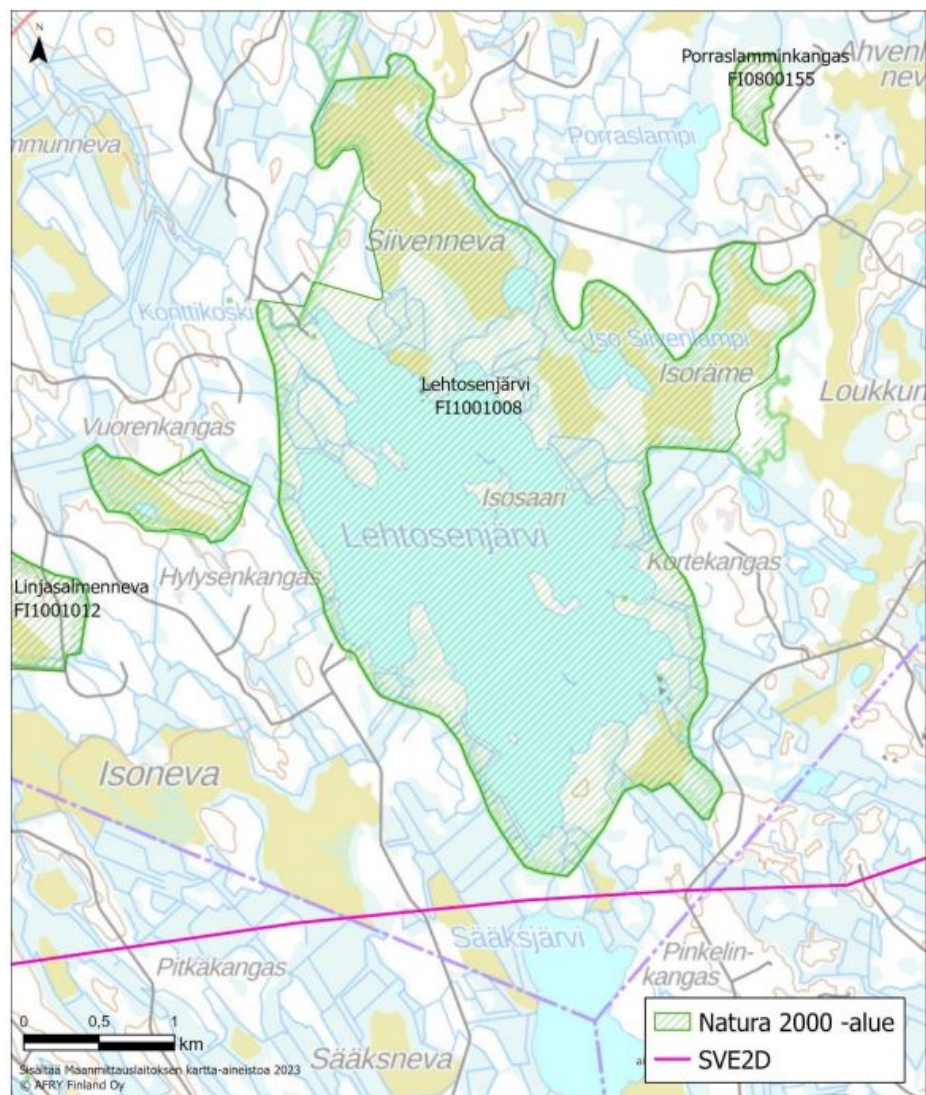 N
Porraslamminkangas
FI0800155
Ahvenl
nev
mmunneva
Porraslampi
Siivenneva
Konttikoski
Iso Siivenlampi
Isoräme
Lehtosenjärvi
FI1001008
Loukkun
Vuorenkangas
Isosaari
Lehtosenjärvi
Kortekangas
Linjasalmenneva
FI1001012
Hylysenkangas
Isoneva
Sääksjärvi
Pitkäkangas
Pinkelin-
kangas
0 0,5 1
km
Sääksneva
Natura 2000 -alue
SVE2D
Sisältää Maanmittauslaitoksen kartta-aineistoa 2023
© AFRY Finland Oy